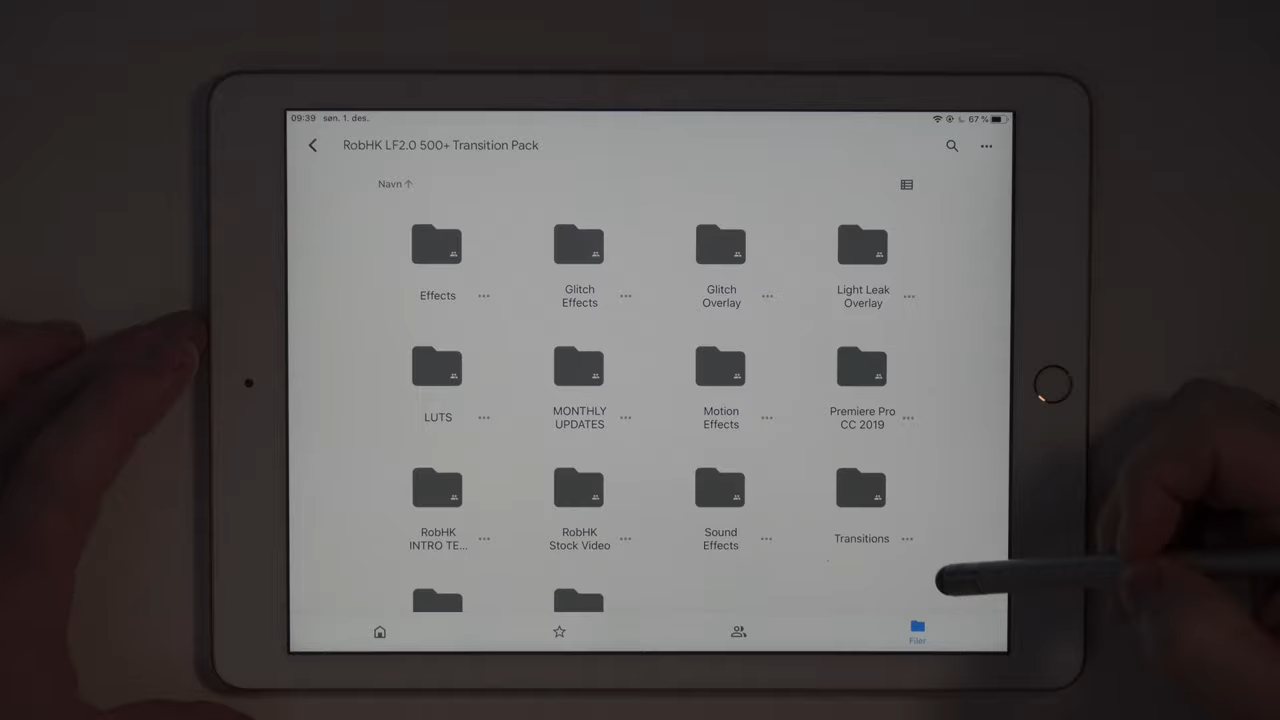 09:39 søn. 1. des.
67 %
RobHK LF2.0 500+ Transition Pack
Navn ↑
Effects
Glitch
Effects
Glitch
Overlay
Light Leak
Overlay
LUTS
MONTHLY
UPDATES
Motion
Effects
Premiere Pro
CC 2019
RobHK
INTRO TE...
RobHK
Stock Video
Sound
Effects
Transitions
Filer